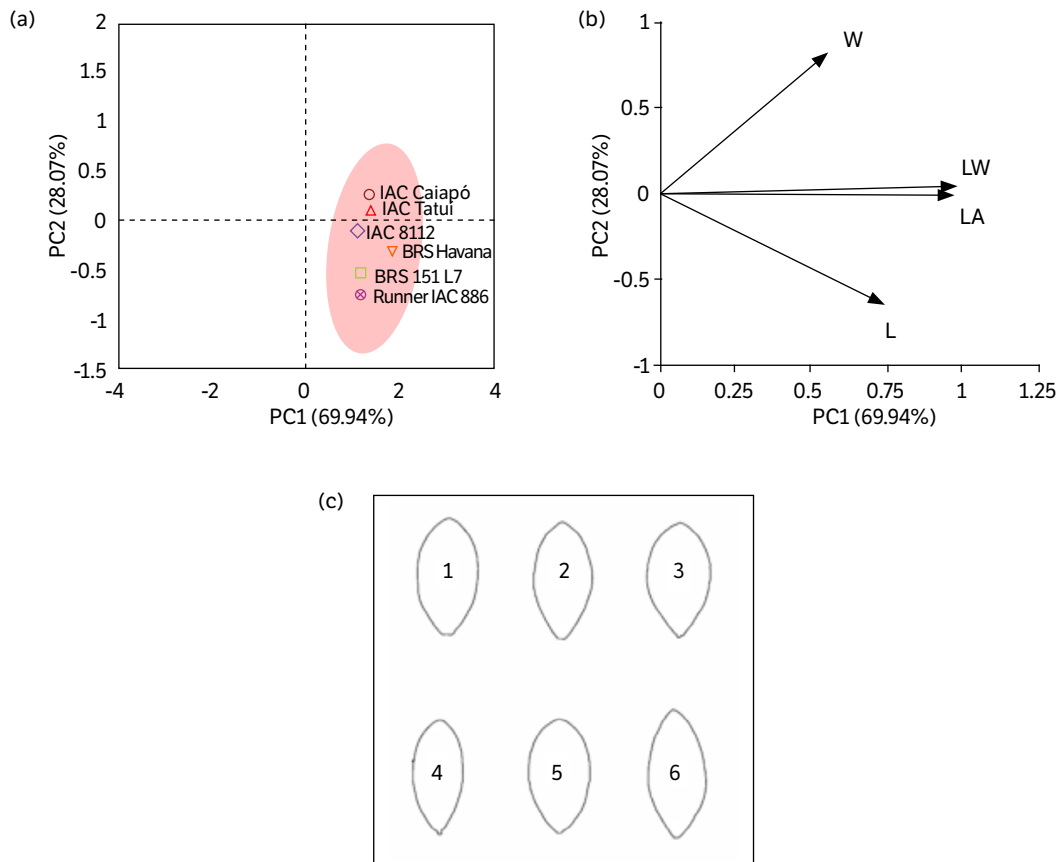 (a)
2
1.5
1
0.5
0
-0.5
-1
-1.5
PC2 (28.07%)
IAC Caiapó
IAC Tatuí
IAC 8112
BRS Havana
BRS 151 L7
Runner IAC 886
-4
-2
0
2
4
PC1 (69.94%)
(b)
1
0.5
0
-0.5
-1
PC2 (28.07%)
W
LW
LA
L
0
0.25
0.5
0.75
1
1.25
PC1 (69.94%)
(c)
1
2
3
4
5
6